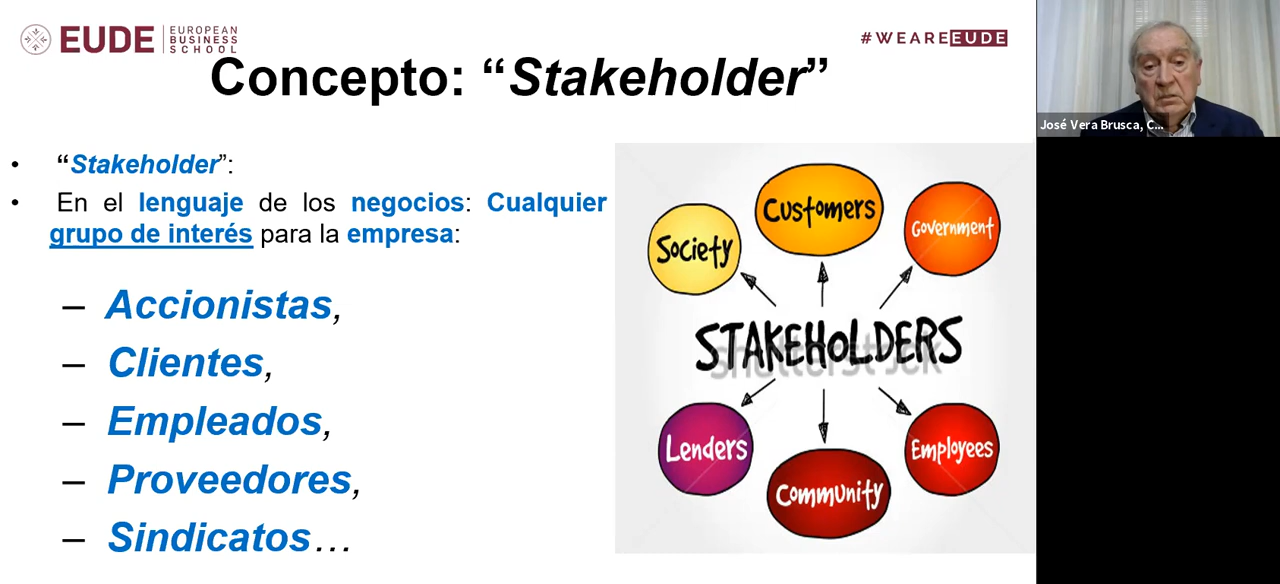 EUDE
EUROPEAN
BUSINESS
SCHOOL
#WEAREEUDE
Concepto: “Stakeholder”
• “Stakeholder”:
• En el lenguaje de los negocios: Cualquier
grupo de interés para la empresa:
– Accionistas,
– Clientes,
– Empleados,
– Proveedores,
– Sindicatos…
Customers
Society
Government
STAKEHOLDERS
shutterstock
Lenders
Employees
Community
José Vera Brusca, C...